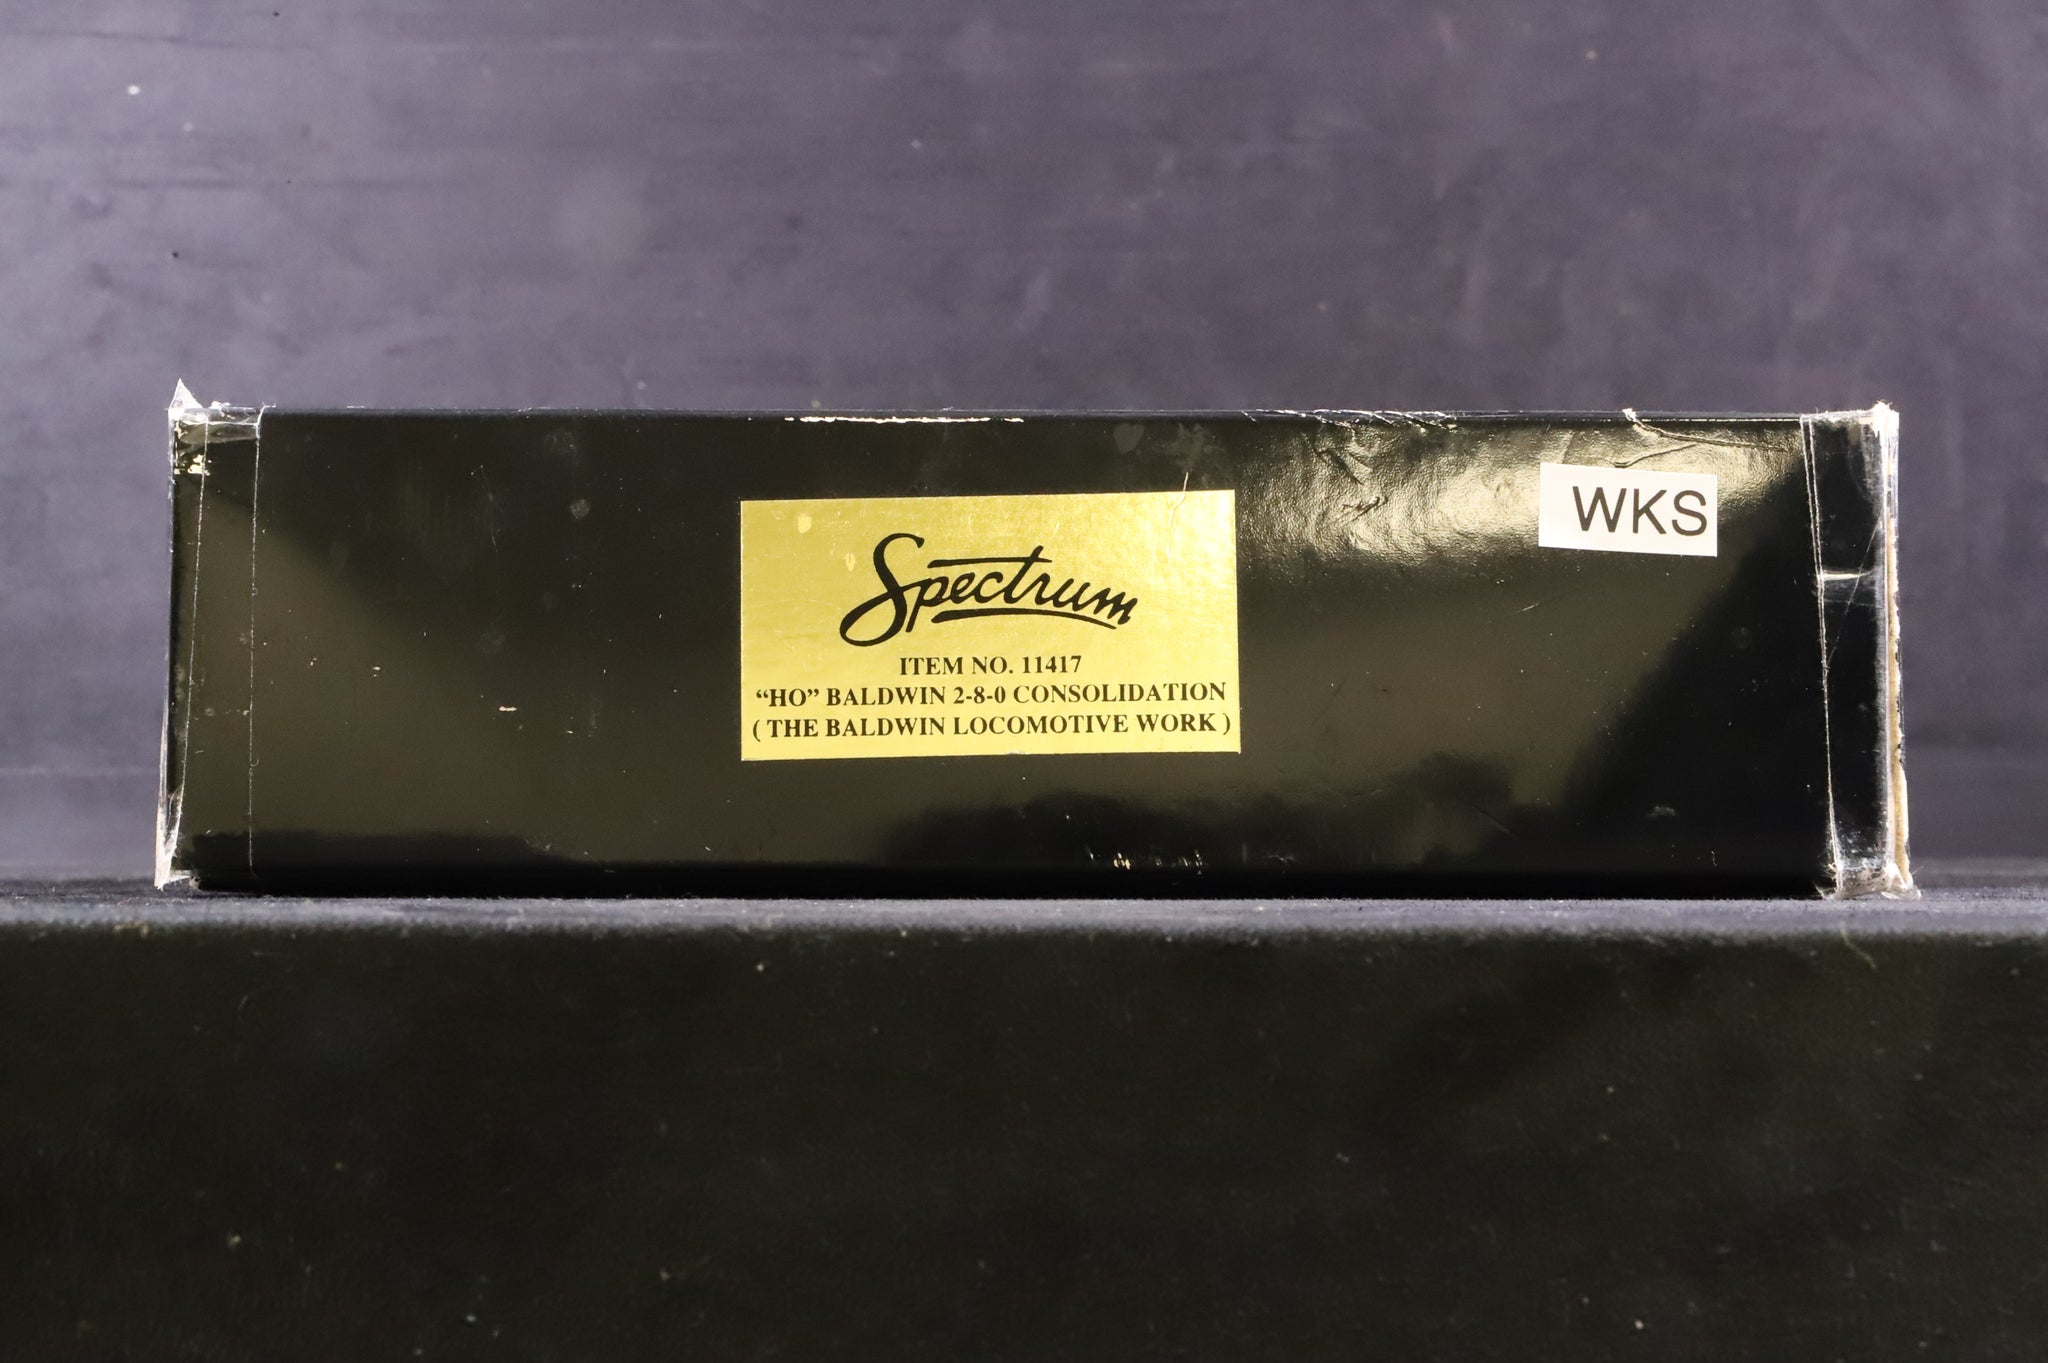 WKS
Spectrum
ITEM NO. 11417
“HO” BALDWIN 2-8-0 CONSOLIDATION
( THE BALDWIN LOCOMOTIVE WORK )